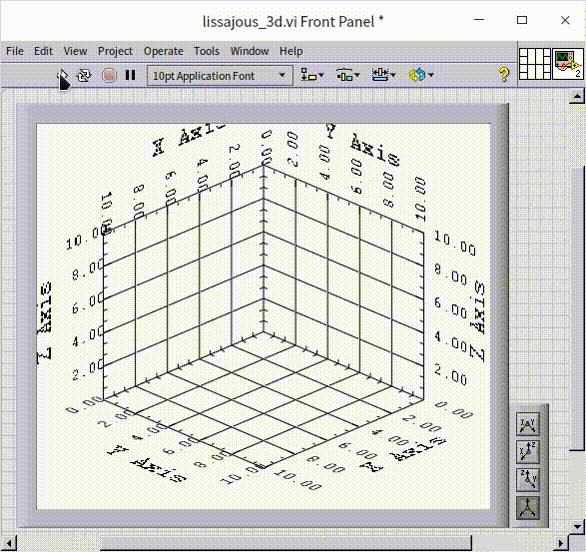 lissajous_3d.vi Front Panel *
File Edit View Project Operate Tools Window Help
10pt Application Font
?
2
X Axis
Y Axis
10.00 8.00 6.00 4.00 2.00 0.00 2.00 4.00 6.00 8.00 10.00
10.00 8.00 6.00 4.00 2.00 0.00
Z Axis
10.00 8.00 6.00 4.00 2.00 0.00
Z Axis
2.00 4.00 6.00 8.00 10.00
Y Axis
10.00 8.00 6.00 4.00 2.00
X Axis